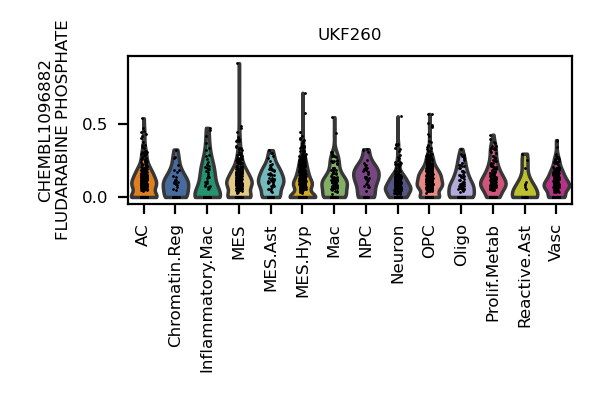 UKF260
CHEMBL1096882
FLUDARABINE PHOSPHATE
0.5
0.0
AC
Chromatin.Reg
Inflammatory.Mac
MES
MES.Ast
MES.Hyp
Mac
NPC
Neuron
OPC
Oligo
Prolif.Metab
Reactive.Ast
Vasc